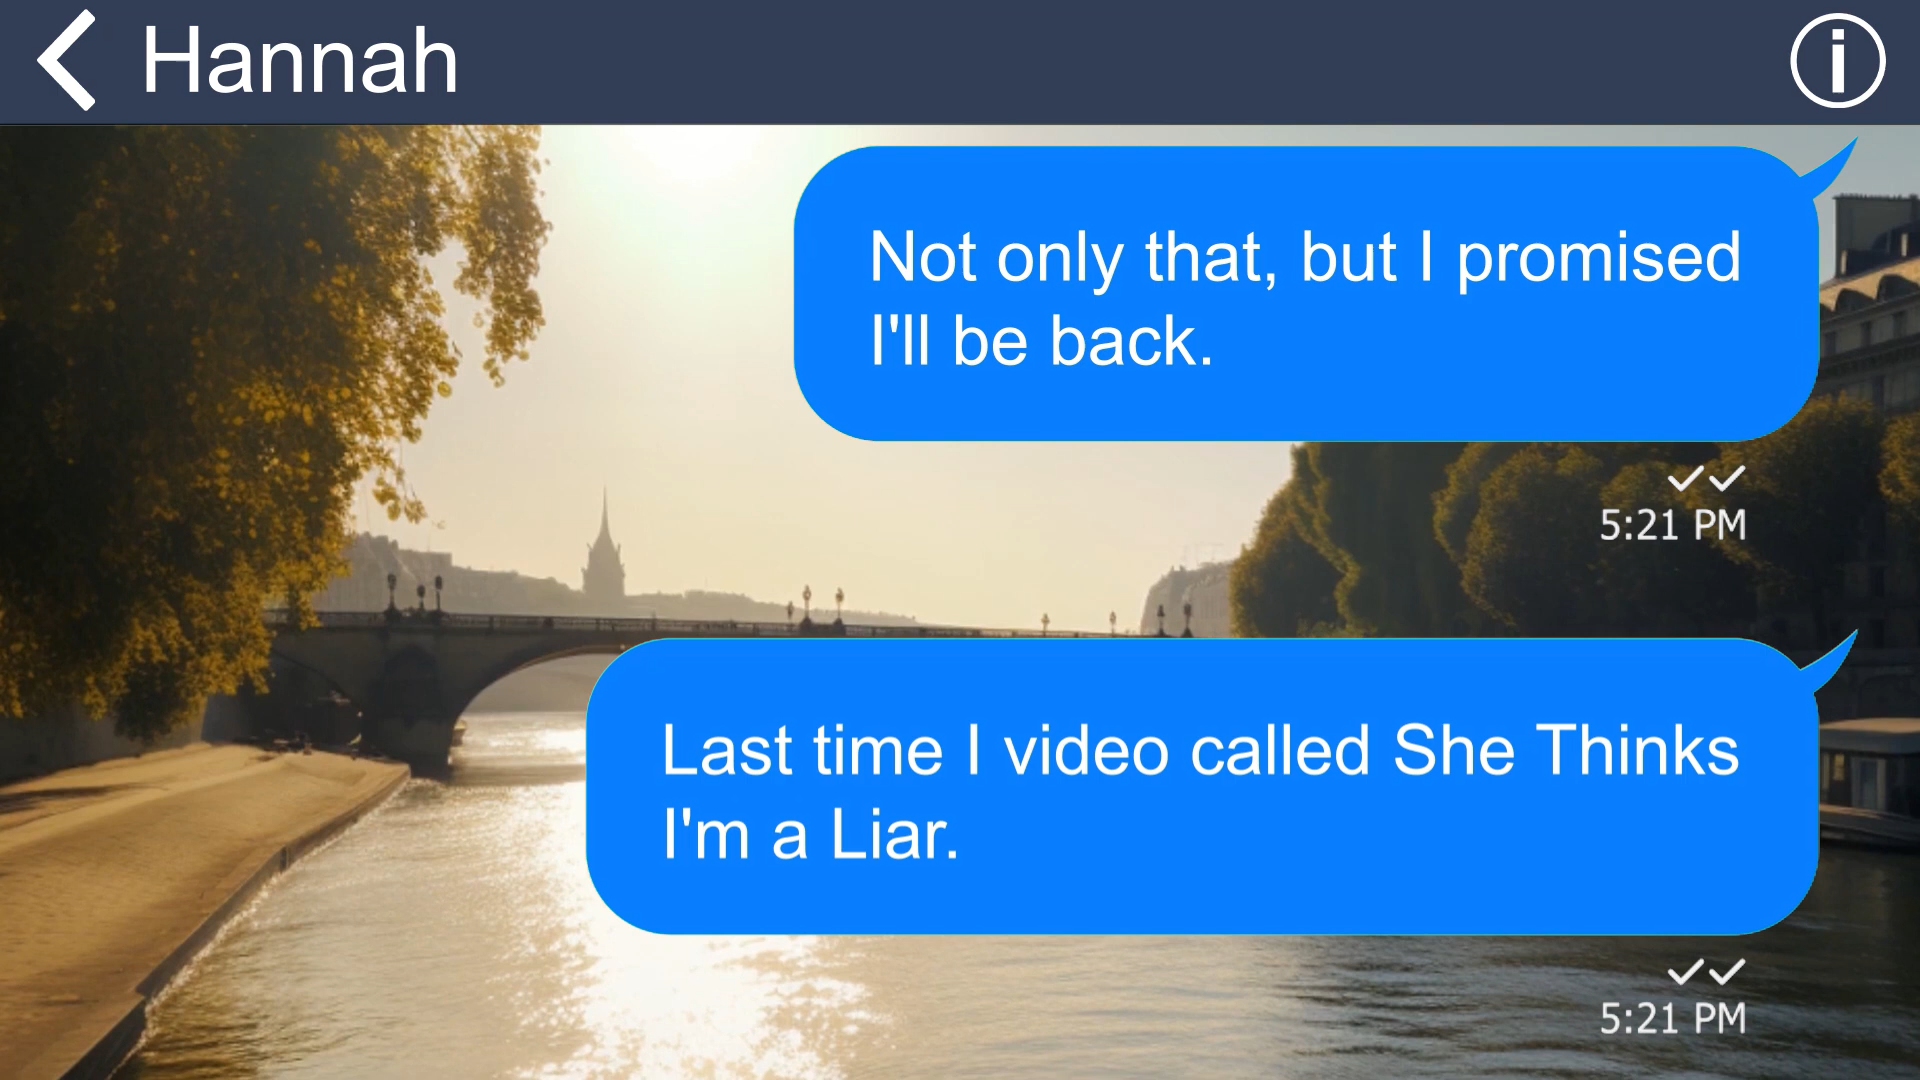 Hannah
Not only that, but I promised
I'll be back.
5:21 PM
Last time I video called She Thinks
I'm a Liar.
5:21 PM